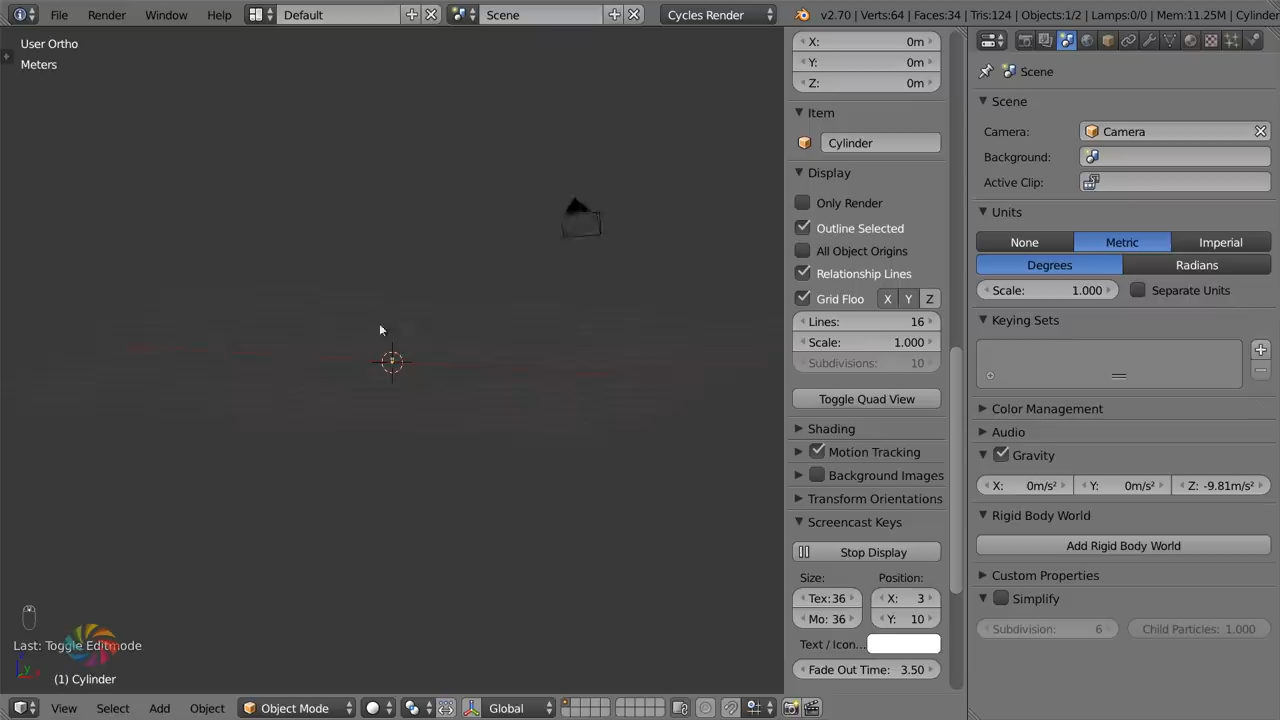 File Render Window Help Default Scene Cycles Render v2.70 | Verts:64 | Faces:34 | Tris:124 | Objects:1/2 | Lamps:0/0 | Mem:11.25M | Cylinder
User Ortho
Meters
X: 0m
Y: 0m
Z: 0m
Item
Cylinder
Display
Only Render
Outline Selected
All Object Origins
Relationship Lines
Grid Floo X Y Z
Lines: 16
Scale: 1.000
Subdivisions: 10
Toggle Quad View
Shading
Motion Tracking
Background Images
Transform Orientations
Screencast Keys
Stop Display
Size: Position:
Tex:36 X: 3
Mo: 36 Y: 10
Text / Icon...
Fade Out Time: 3.50
Scene
Scene
Camera: Camera
Background:
Active Clip:
Units
None Metric Imperial
Degrees Radians
Scale: 1.000 Separate Units
Keying Sets
Color Management
Audio
Gravity
X: 0m/s² Y: 0m/s² Z: -9.81m/s²
Rigid Body World
Add Rigid Body World
Custom Properties
Simplify
Subdivision: 6 Child Particles: 1.000
Last: Toggle Editmode
y
(1) Cylinder
View Select Add Object Object Mode Global